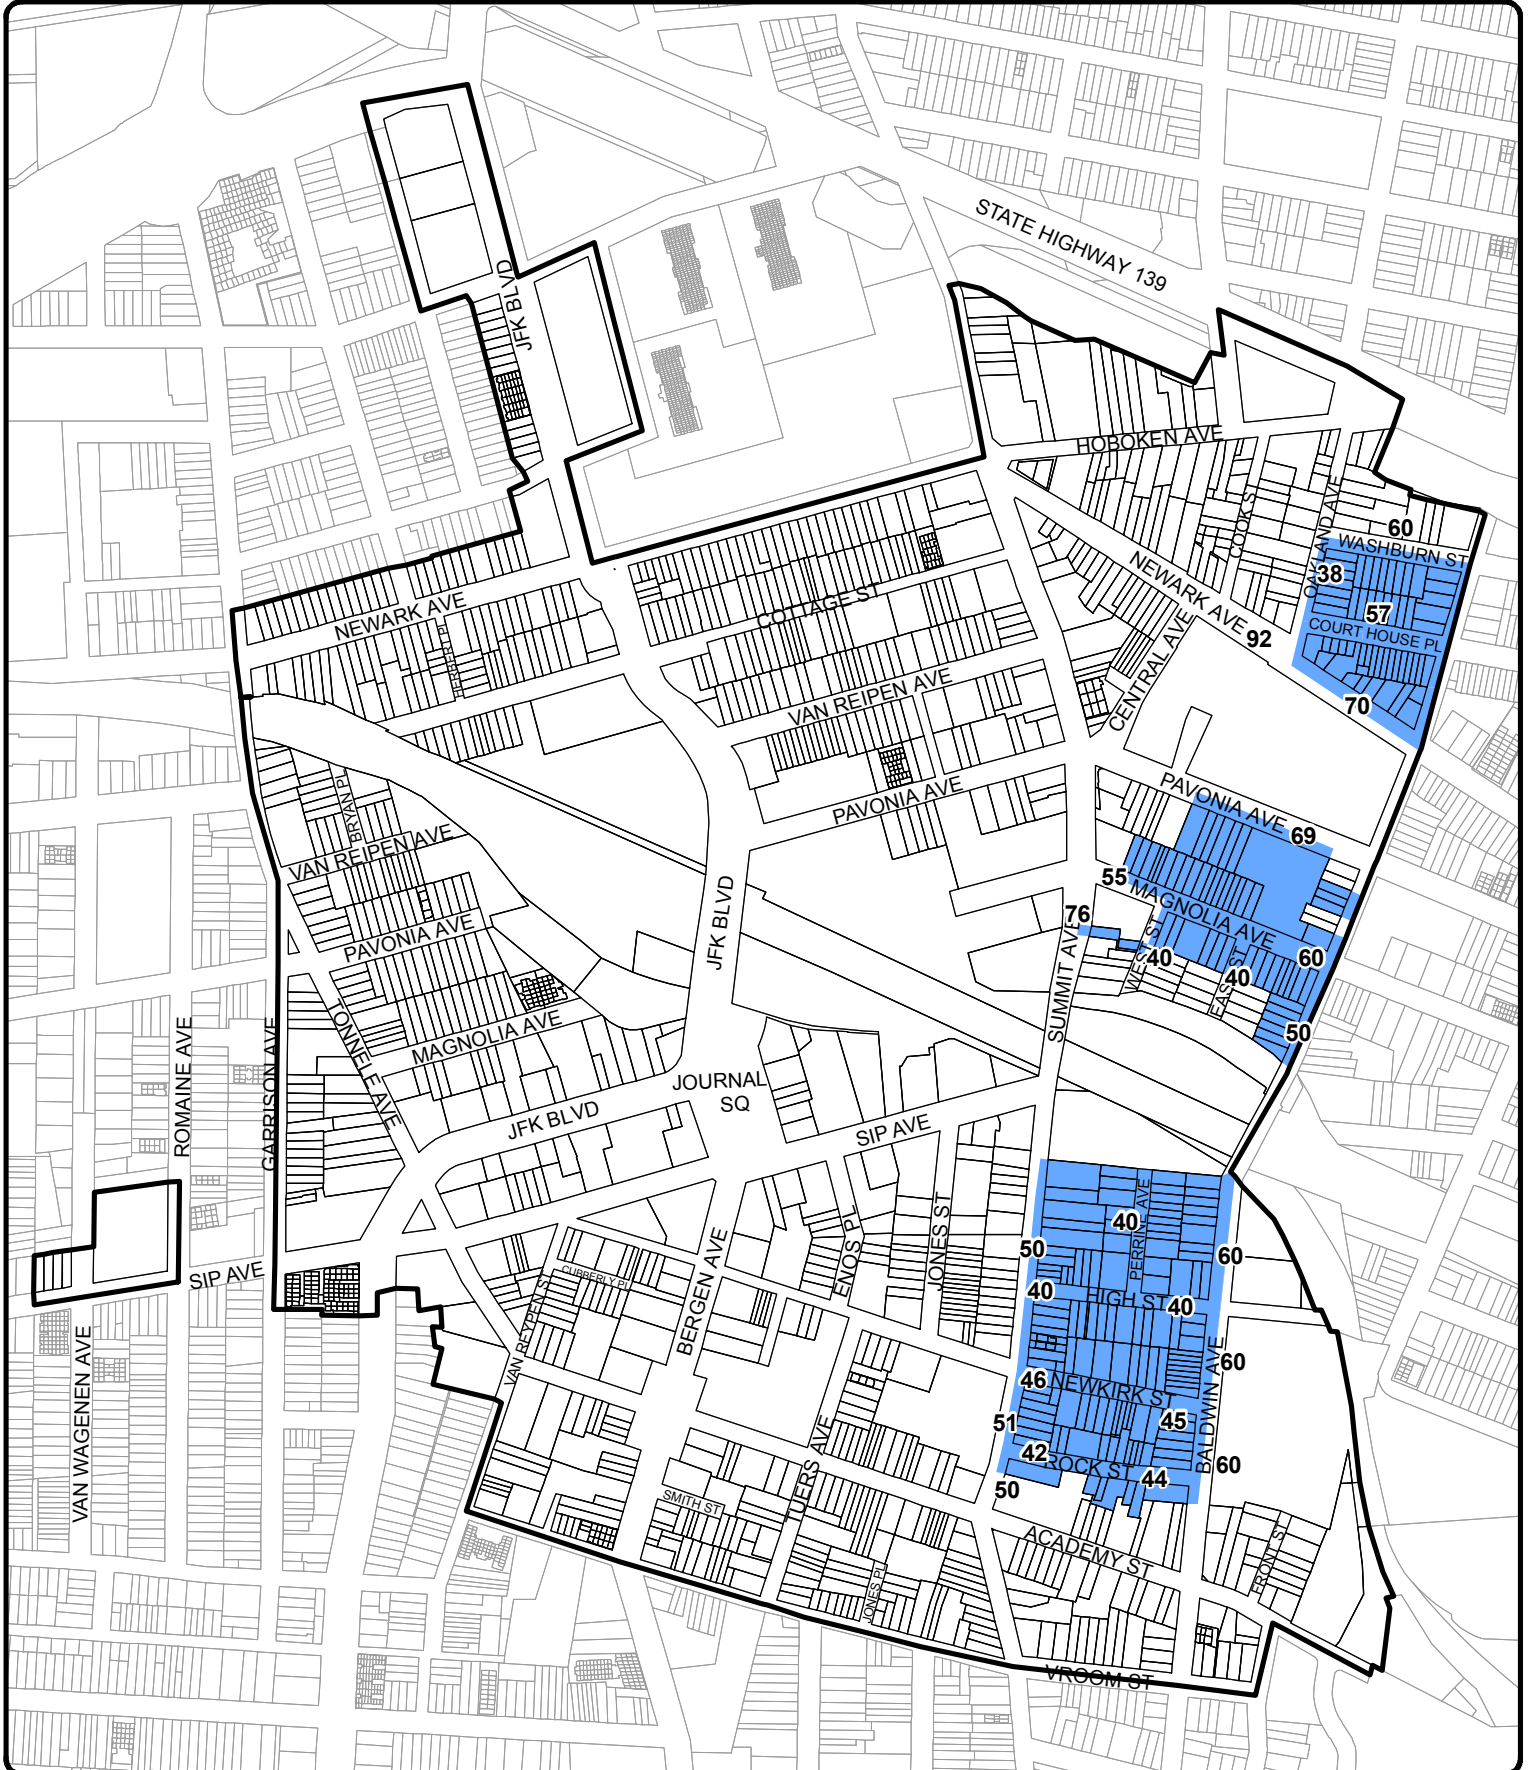 STATE HIGHWAY 139
JFK BLVD
HOBOKEN AVE
COOK S
OAKLAND AVE
60
WASHBURN ST
38
57
COURT HOUSE PL
NEWARK AVE
92
70
NEWARK AVE
HERBERT PL
COTTAGE ST
VAN REIPEN AVE
CENTRAL AVE
PAVONIA AVE
PAVONIA AVE
69
BRYAN PL
VAN REIPEN AVE
55
MAGNOLIA AVE
76
WEST ST
40
EAST ST
40
60
50
PAVONIA AVE
JFK BLVD
SUMMIT AVE
TONNELE AVE
MAGNOLIA AVE
ROMAINE AVE
GARRISON AVE
JOURNAL
SQ
JFK BLVD
SIP AVE
40
PERRINE AVE
50
60
40
HIGH ST
40
ENOS PL
JONES ST
SIP AVE
CUBBERLY PL
BERGEN AVE
VAN REYPEN S
VAN WAGENEN AVE
46
NEWKIRK ST
60
BALDWIN AVE
51
45
42
ROCK ST
44
60
50
TUERS AVE
SMITH ST
ACADEMY ST
FRONT ST
JONES PL
VROOM ST